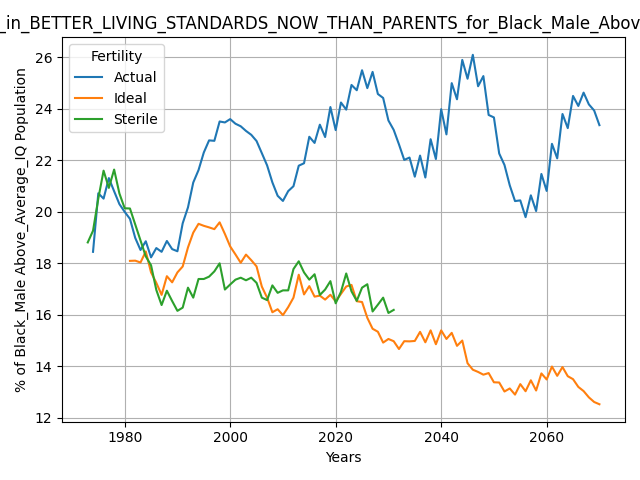 _in_BETTER_LIVING_STANDARDS_NOW_THAN_PARENTS_for_Black_Male_Abov
Fertility
Actual
Ideal
Sterile
% of Black_Male Above_Average_IQ Population
26
24
22
20
18
16
14
12
1980 2000 2020 2040 2060
Years